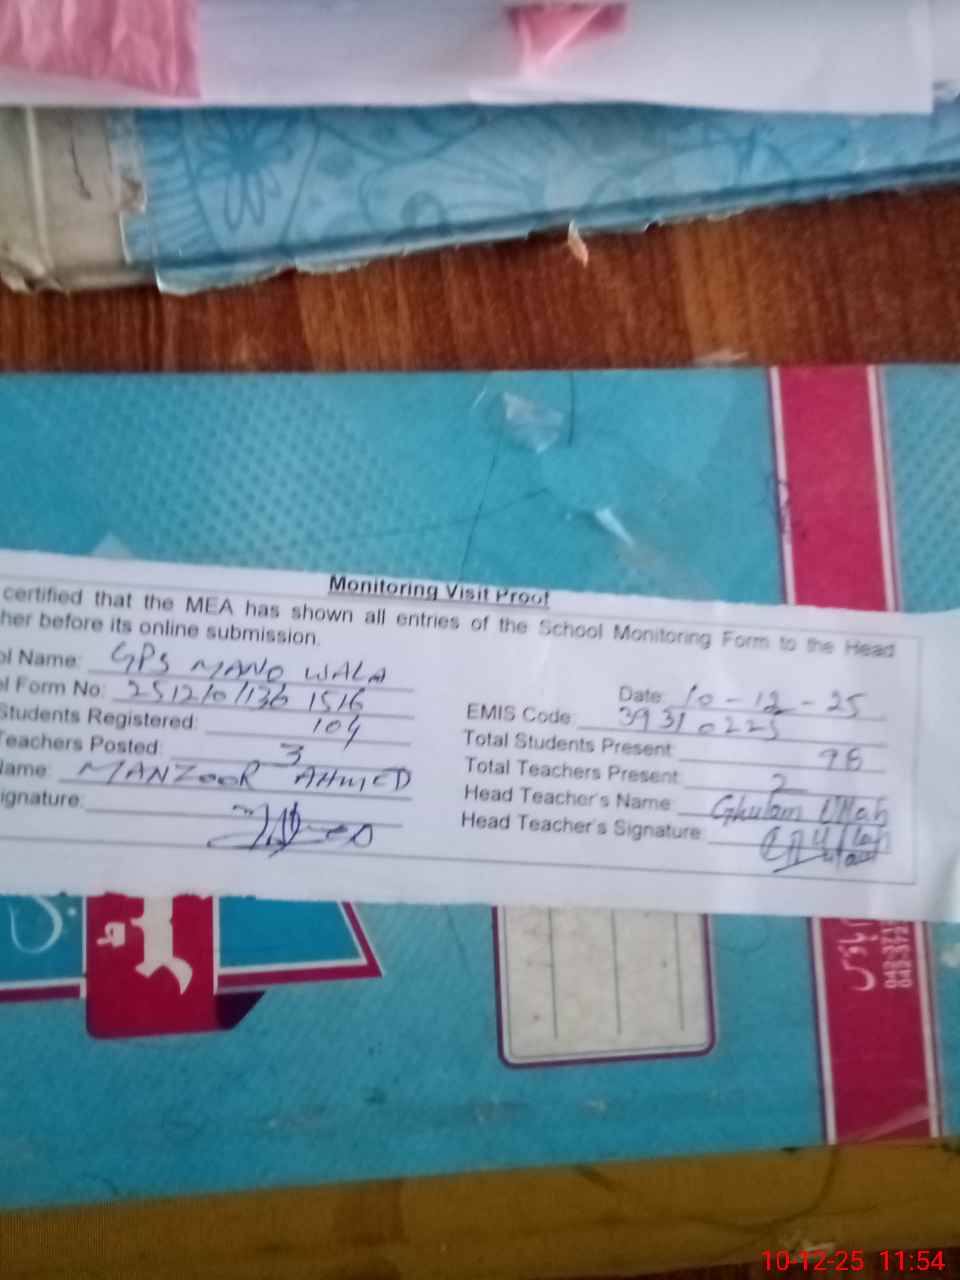 Monitoring Visit Proof
certified that the MEA has shown all entries of the School Monitoring Form to the Head
her before its online submission.
ol Name: GPS MANO WALA
Date: 10-12-25
ol Form No: 2512/0/136 1516
EMIS Code: 39310225
Students Registered: 104
Total Students Present:
Teachers Posted: 3
Total Teachers Present: 2
Name: MANZOOR AHMED
Head Teacher's Name: Ghulam Ullah
ignature:
Head Teacher's Signature:
10-12-25 11:54